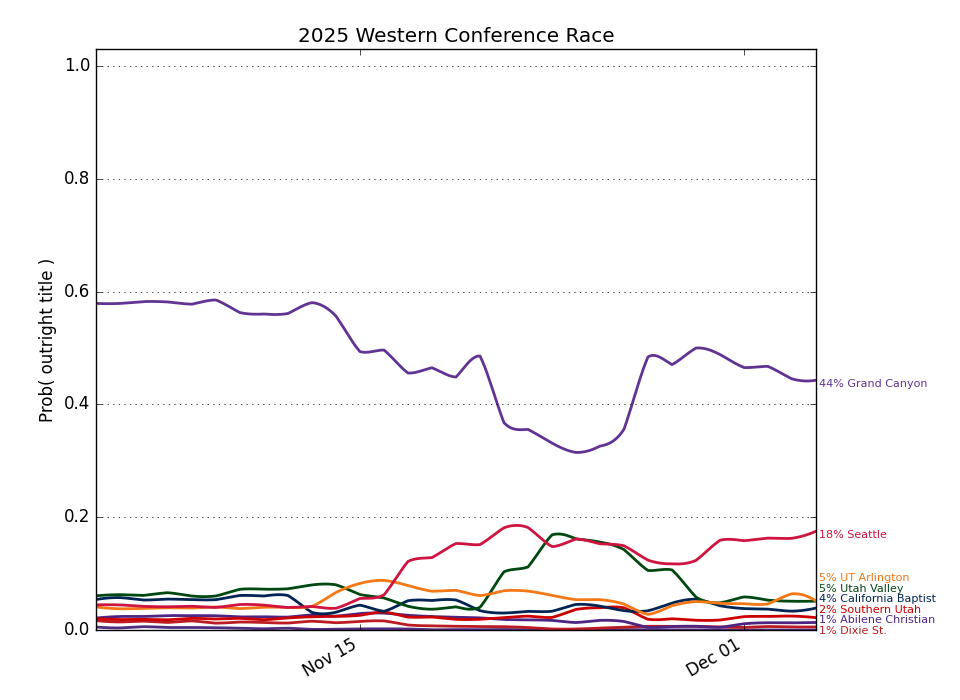 2025 Western Conference Race
Prob( outright title )
1.0
0.8
0.6
0.4
0.2
0.0
Nov 15
Dec 01
44% Grand Canyon
18% Seattle
5% UT Arlington
5% Utah Valley
4% California Baptist
2% Southern Utah
1% Abilene Christian
1% Dixie St.